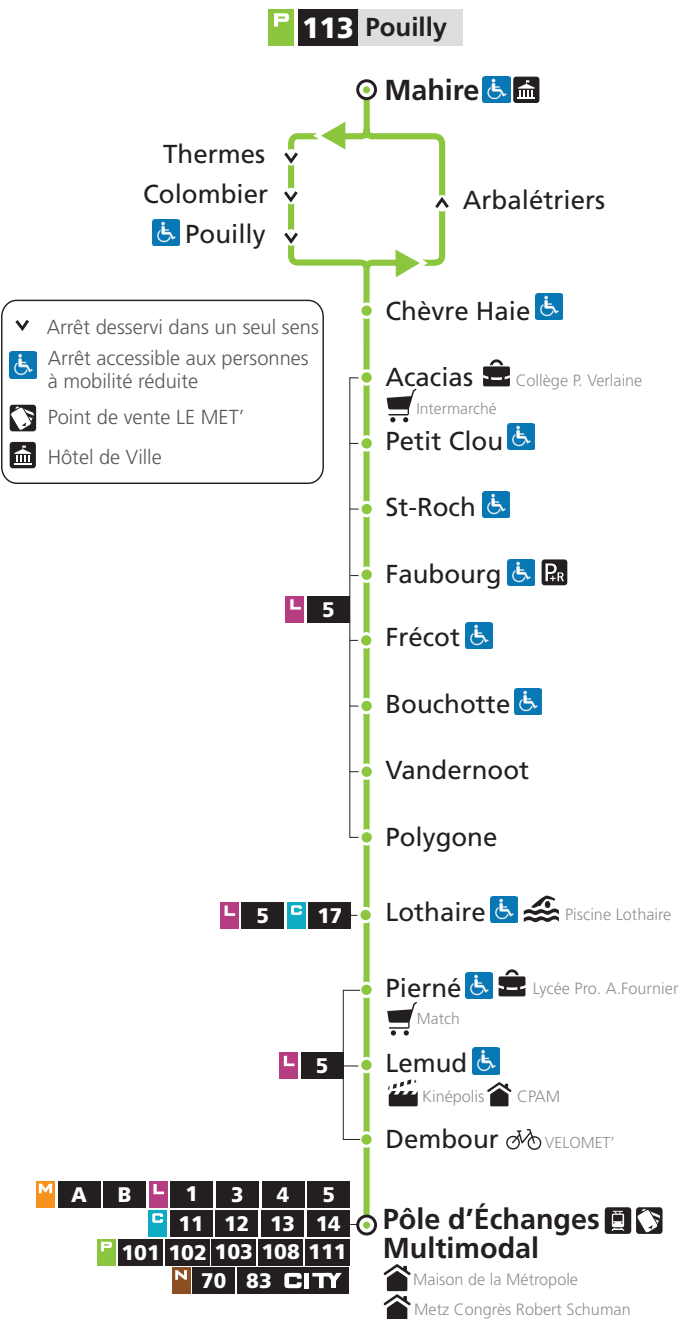 P 113 Pouilly
Mahire
Thermes
Colombier
Pouilly
Arbalétriers
Chèvre Haie
Arrêt desservi dans un seul sens
Arrêt accessible aux personnes
à mobilité réduite
Point de vente LE MET'
Hôtel de Ville
Acacias Collège P. Verlaine
Intermarché
Petit Clou
St-Roch
Faubourg P+R
L 5
Frécot
Bouchotte
Vandernoot
Polygone
L 5 C 17
Lothaire Piscine Lothaire
Pierné Lycée Pro. A.Fournier
Match
L 5
Lemud
Kinépolis CPAM
Dembour VELOMET'
M A B L 1 3 4 5
C 11 12 13 14
P 101 102 103 108 111
N 70 83 CITY
Pôle d'Échanges
Multimodal
Maison de la Métropole
Metz Congrès Robert Schuman